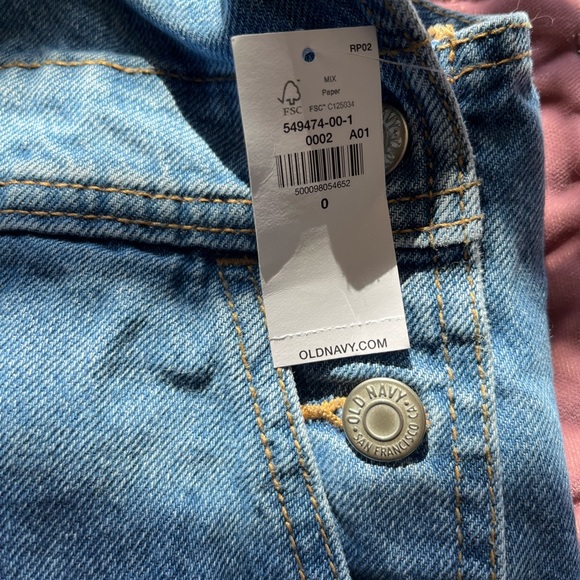 RP02
MIX
Paper
FSC
FSC™ C125034
549474-00-1
0002 A01
500098054652
0
OLDNAVY.COM
OLD NAVY • CA •
SAN FRANCISCO